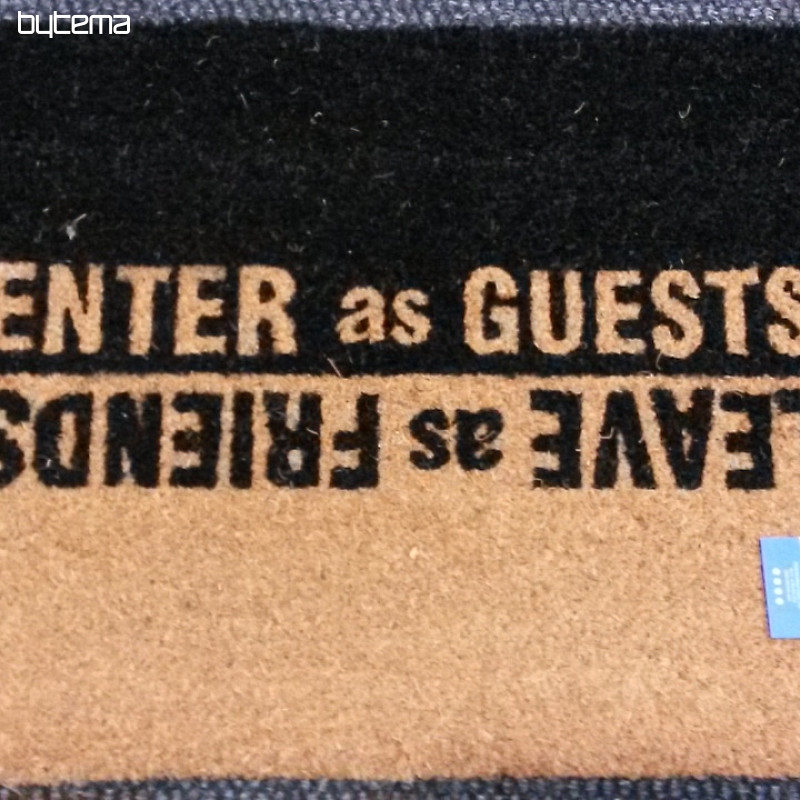 bytema
ENTER as GUESTS
LEAVE as FRIENDS